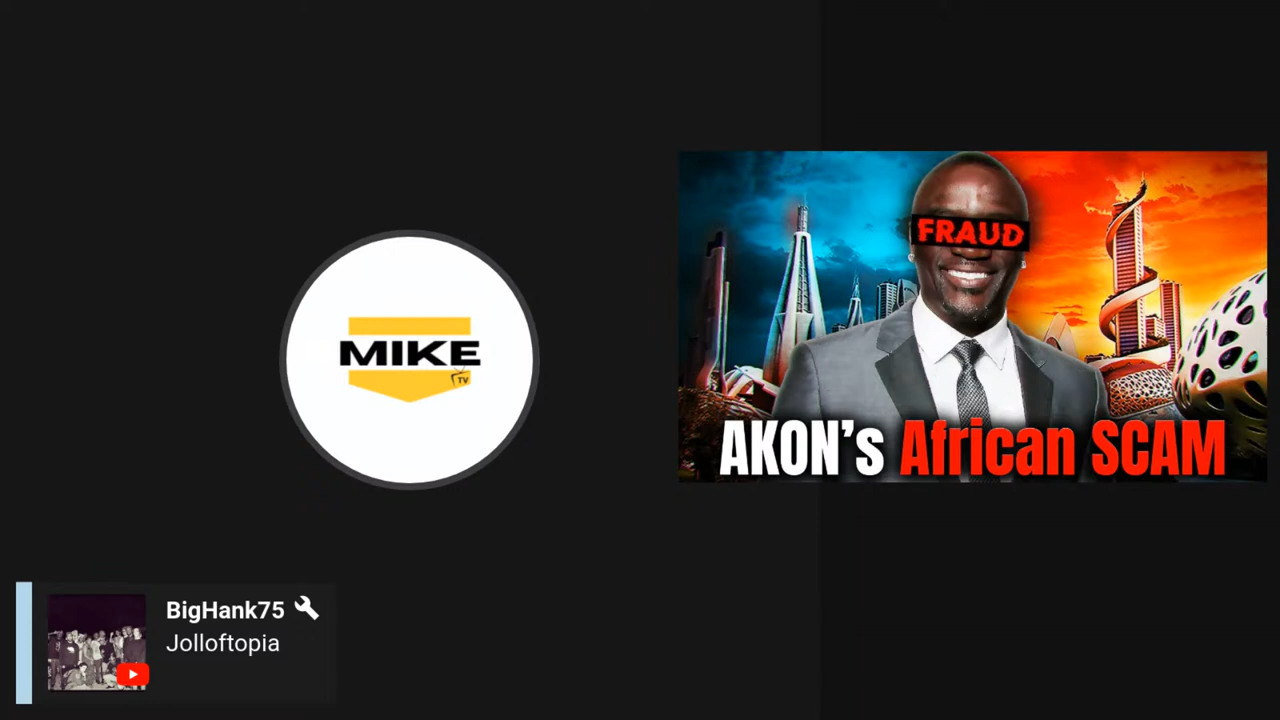 MIKE
TV
FRAUD
AKON's African SCAM
BigHank75
Jolloftopia